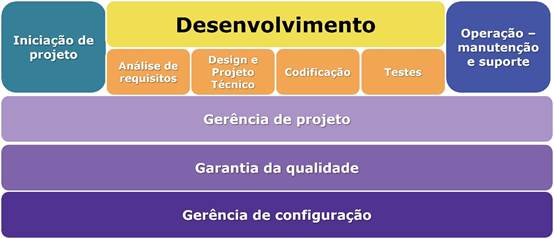 Iniciação de
projeto
Desenvolvimento
Análise de
requisitos
Design e
Projeto
Técnico
Codificação
Testes
Operação –
manutenção
e suporte
Gerência de projeto
Garantia da qualidade
Gerência de configuração